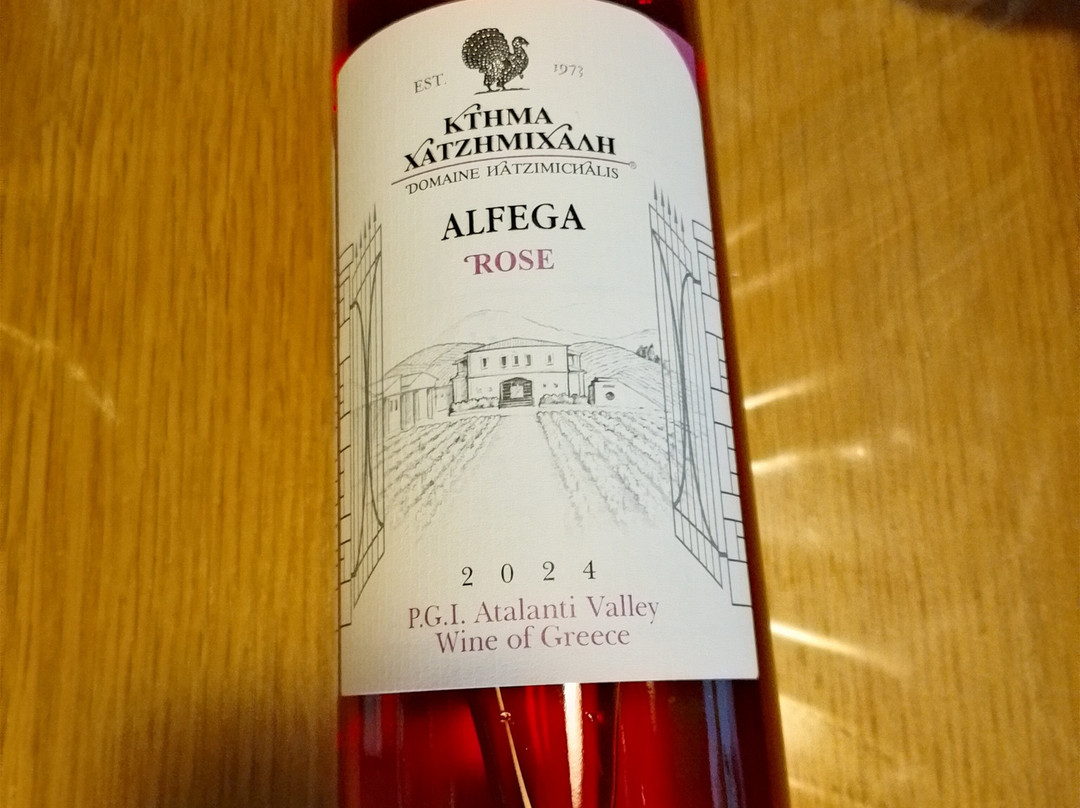 EST. 1973
ΚΤΗΜΑ
ΧΑΤΖΗΜΙΧΑΛΗ
DOMAINE HATZIMICHALIS
ALFEGA
ROSE
2024
P.G.I. Atalanti Valley
Wine of Greece